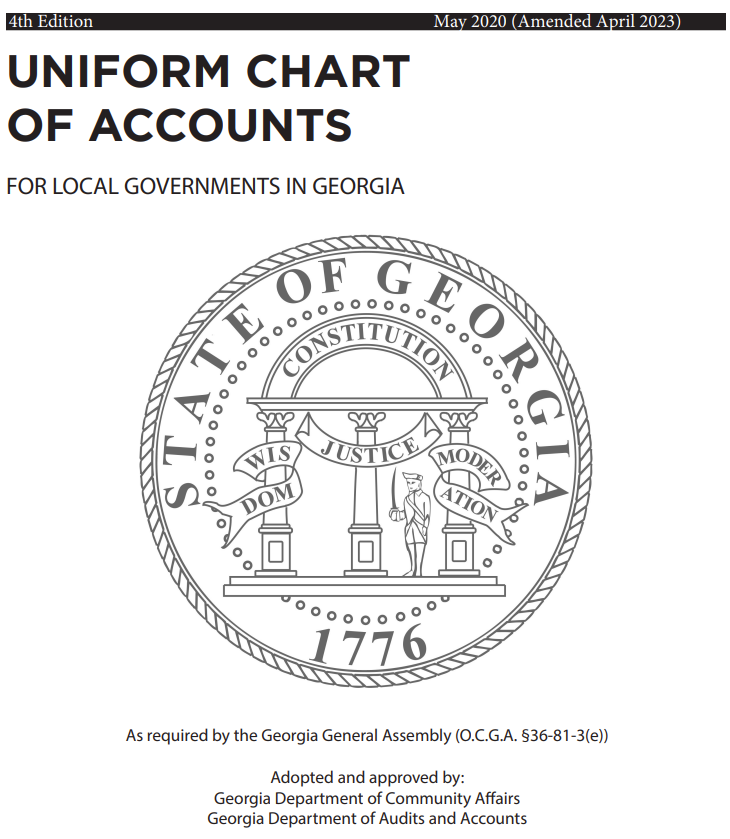 4th Edition May 2020 (Amended April 2023)
UNIFORM CHART
OF ACCOUNTS
FOR LOCAL GOVERNMENTS IN GEORGIA
STATE OF GEORGIA
CONSTITUTION
WIS
DOM
JUSTICE
MODER
ATION
1776
As required by the Georgia General Assembly (O.C.G.A. §36-81-3(e))
Adopted and approved by:
Georgia Department of Community Affairs
Georgia Department of Audits and Accounts